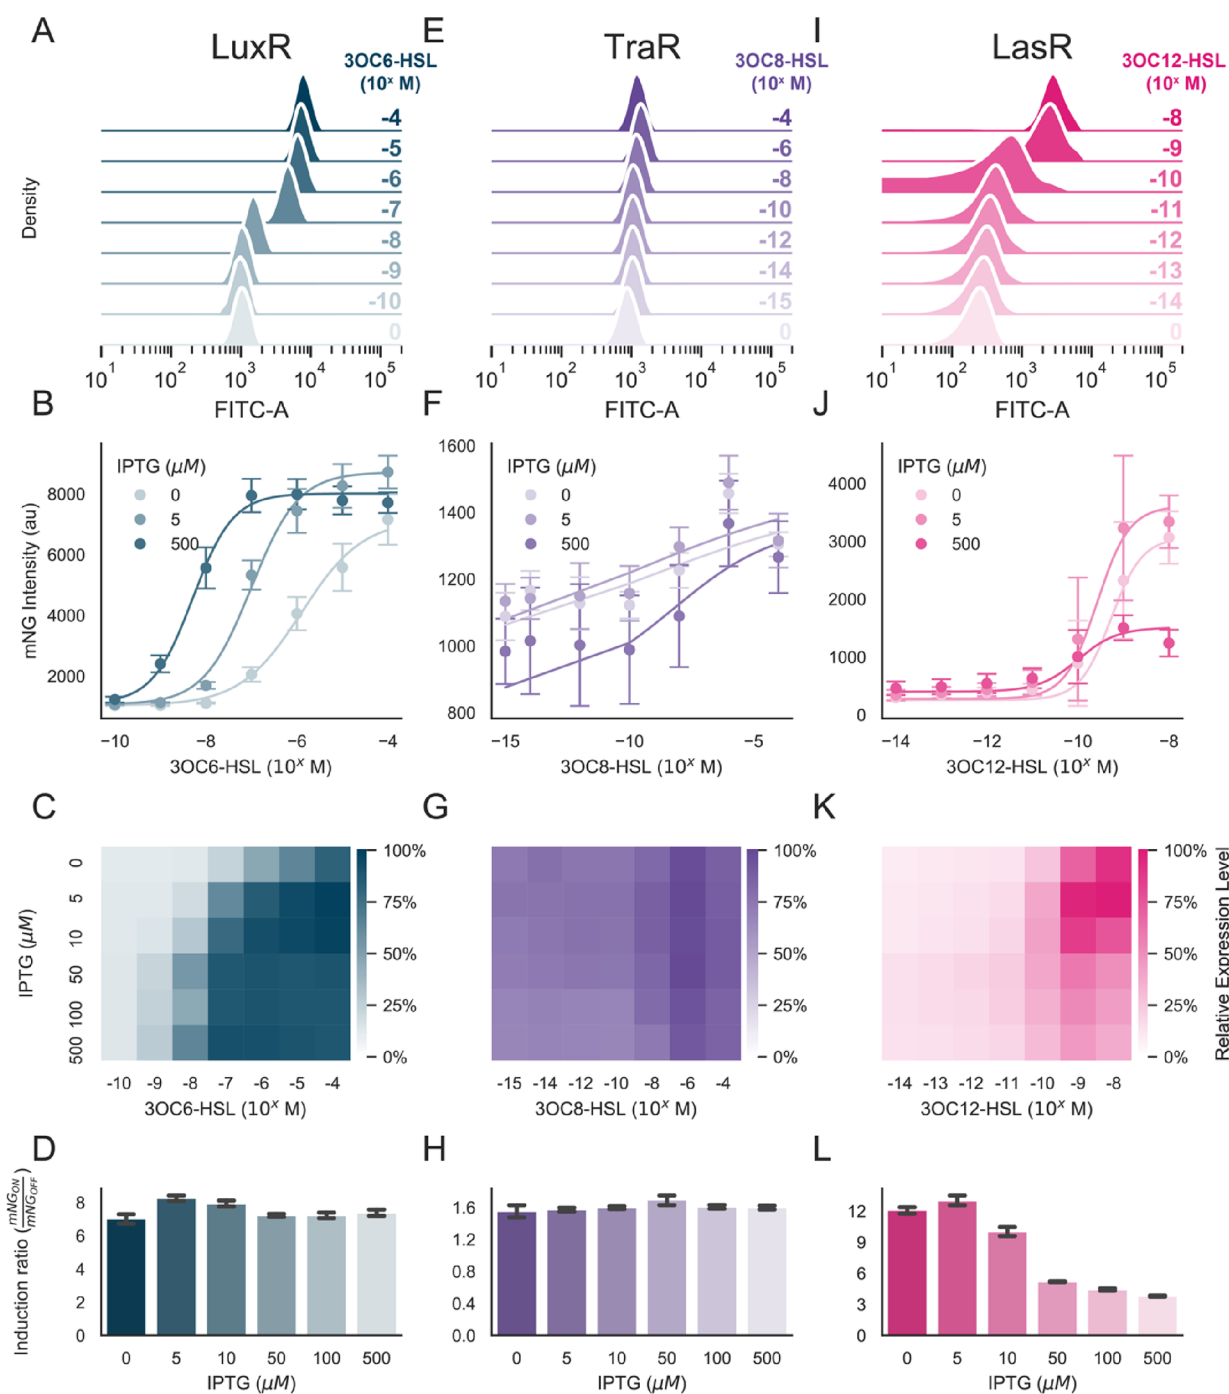 A
LuxR
3OC6-HSL
(10ˣ M)
-4
-5
-6
-7
-8
-9
-10
0
Density
10¹ 10² 10³ 10⁴ 10⁵
FITC-A
E
TraR
3OC8-HSL
(10ˣ M)
-4
-6
-8
-10
-12
-14
-15
0
10¹ 10² 10³ 10⁴ 10⁵
FITC-A
I
LasR
3OC12-HSL
(10ˣ M)
-8
-9
-10
-11
-12
-13
-14
0
10¹ 10² 10³ 10⁴ 10⁵
FITC-A
B
IPTG (μM)
0
5
500
mNG Intensity (au)
8000
6000
4000
2000
−10 −8 −6 −4
3OC6-HSL (10ˣ M)
F
IPTG (μM)
0
5
500
1600
1400
1200
1000
800
−15 −10 −5
3OC8-HSL (10ˣ M)
J
IPTG (μM)
0
5
500
4000
3000
2000
1000
0
−14 −12 −10 −8
3OC12-HSL (10ˣ M)
C
IPTG (μM)
0
5
10
50
100
500
-10 -9 -8 -7 -6 -5 -4
3OC6-HSL (10ˣ M)
100%
75%
50%
25%
0%
G
-15 -14 -12 -10 -8 -6 -4
3OC8-HSL (10ˣ M)
100%
75%
50%
25%
0%
K
-14 -13 -12 -11 -10 -9 -8
3OC12-HSL (10ˣ M)
100%
75%
50%
25%
0%
Relative Expression Level
D
Induction ratio (mNG_ON/mNG_OFF)
8
6
4
2
0
0 5 10 50 100 500
IPTG (μM)
H
1.6
1.2
0.8
0.4
0.0
0 5 10 50 100 500
IPTG (μM)
L
12
9
6
3
0
0 5 10 50 100 500
IPTG (μM)